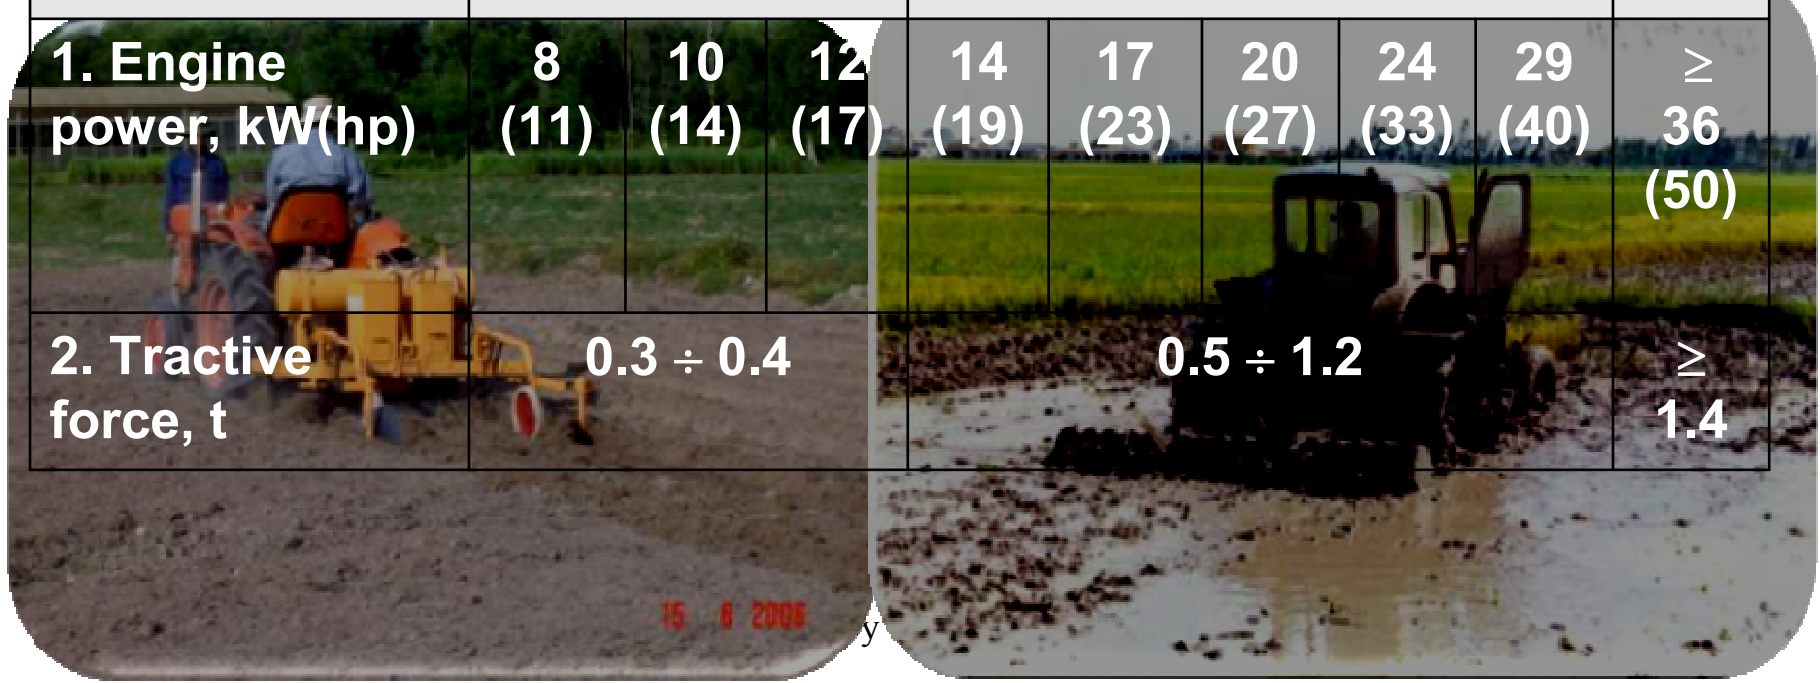 1. Engine power, kW(hp) 8 (11) 10 (14) 12 (17) 14 (19) 17 (23) 20 (27) 24 (33) 29 (40) ≥ 36 (50)
2. Tractive force, t 0.3 ÷ 0.4 0.5 ÷ 1.2 ≥ 1.4
15 8 2006
y